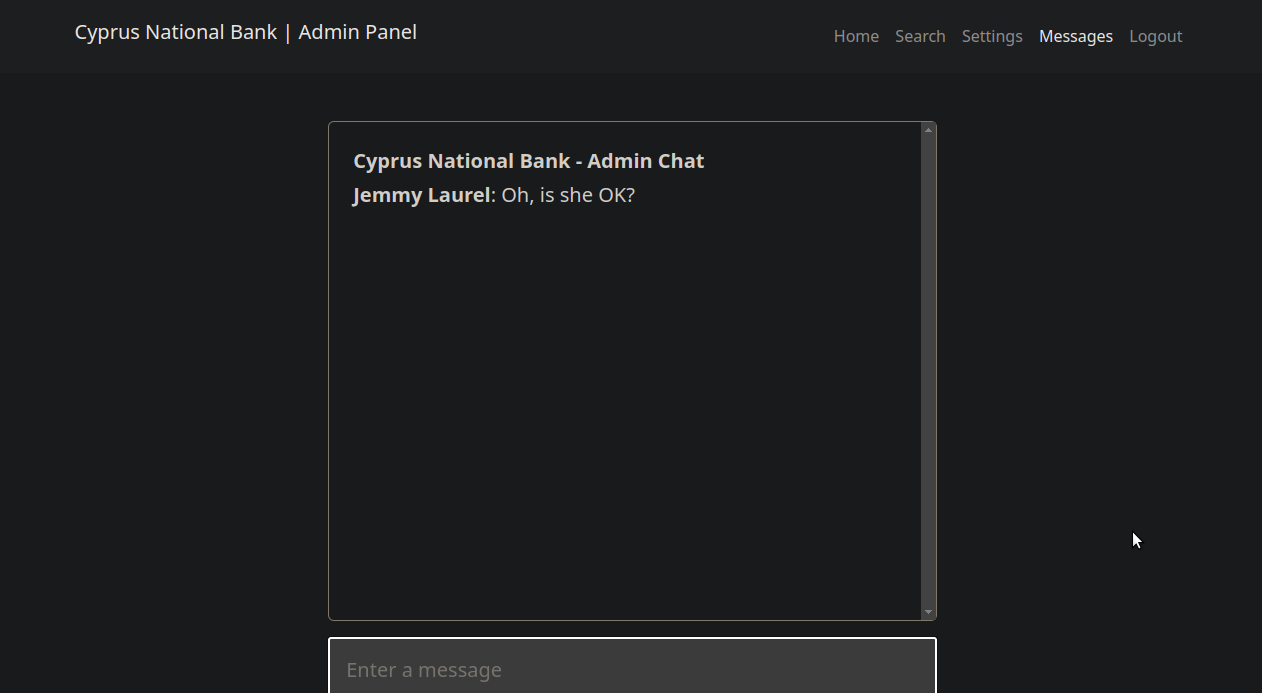 Cyprus National Bank | Admin Panel
Home Search Settings Messages Logout
Cyprus National Bank - Admin Chat
Jemmy Laurel: Oh, is she OK?
Enter a message